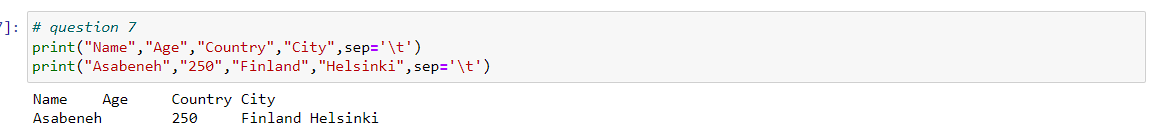 7]: # question 7
print("Name","Age","Country","City",sep='\t')
print("Asabeneh","250","Finland","Helsinki",sep='\t')
Name	Age	Country	City
Asabeneh	250	Finland	Helsinki